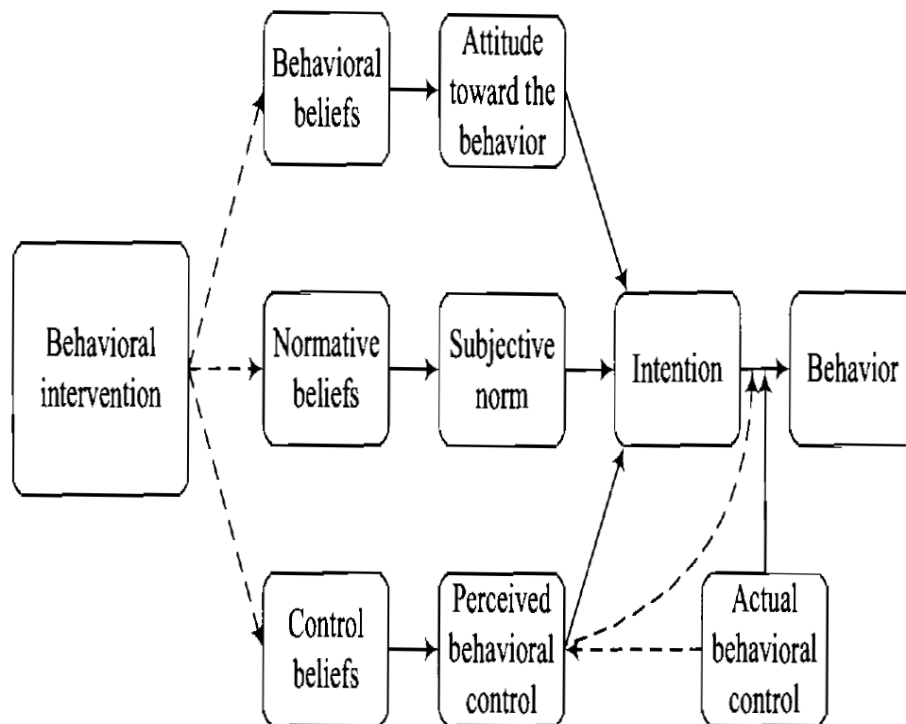 Behavioral
beliefs
Attitude
toward the
behavior
Behavioral
intervention
Normative
beliefs
Subjective
norm
Intention
Behavior
Control
beliefs
Perceived
behavioral
control
Actual
behavioral
control